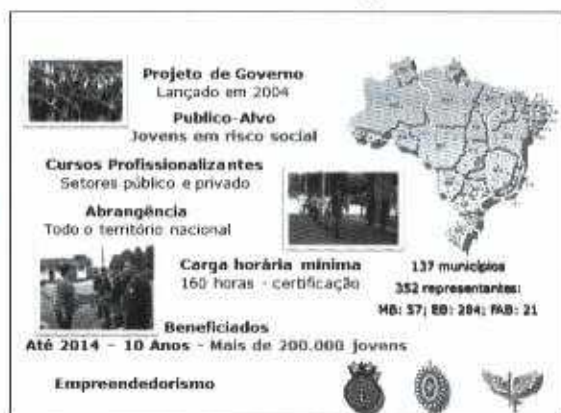 Projeto de Governo
Lançado em 2004
Publico-Alvo
Jovens em risco social
Cursos Profissionalizantes
Setores público e privado
Abrangência
Todo o território nacional
Carga horária mínima
160 horas - certificação
137 municípios
352 representantes:
MB: 57; EB: 284; FAB: 21
Beneficiados
Até 2014 - 10 Anos - Mais de 200.000 jovens
Empreendedorismo